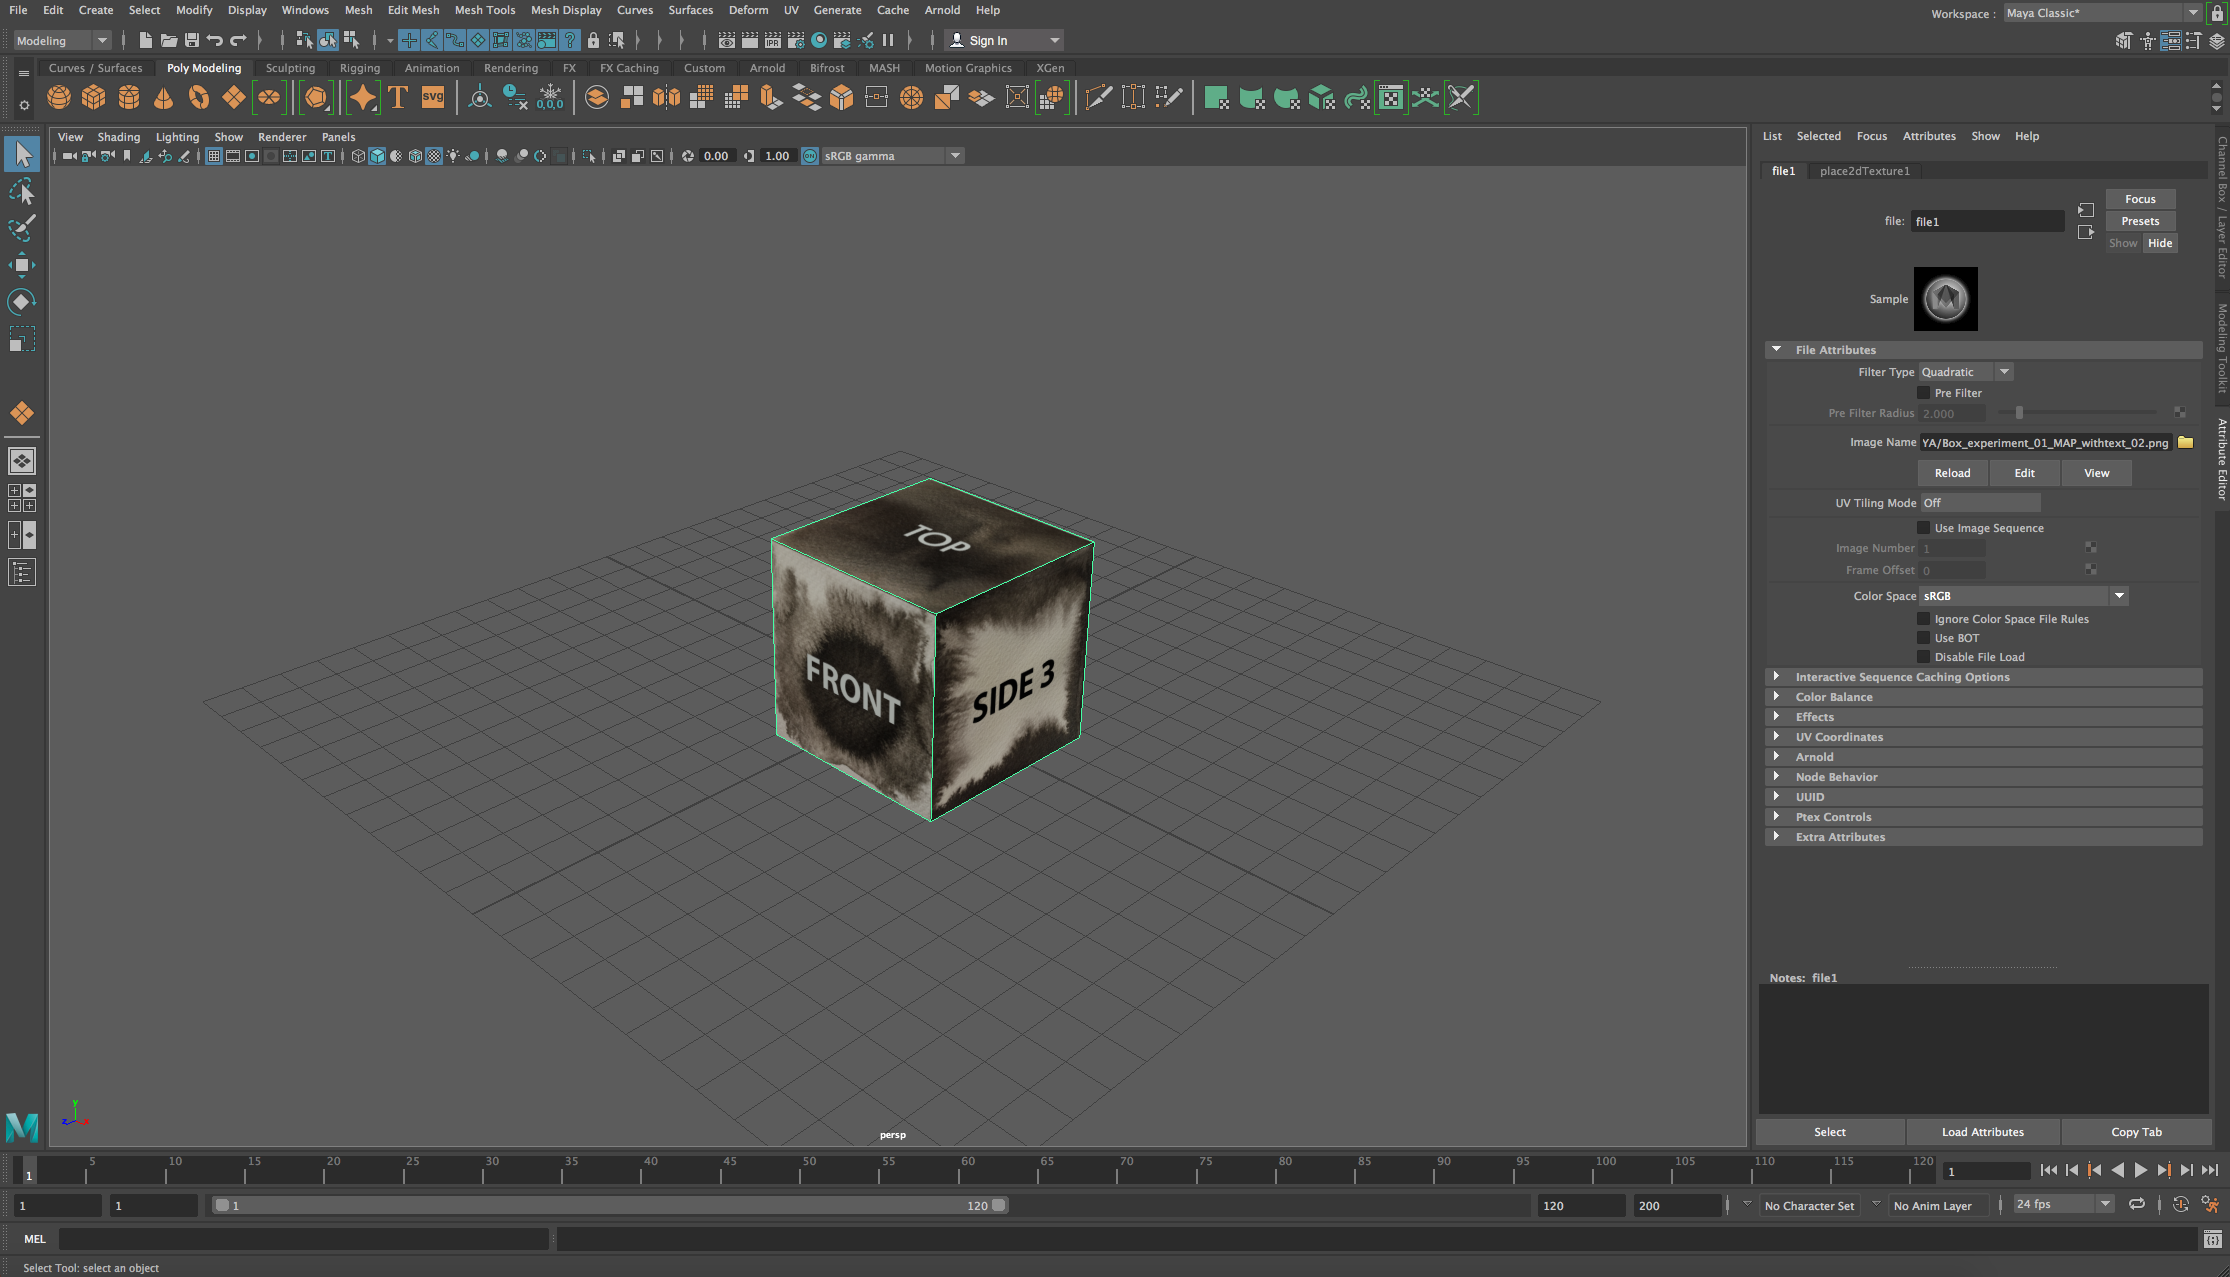 File Edit Create Select Modify Display Windows Mesh Edit Mesh Mesh Tools Mesh Display Curves Surfaces Deform UV Generate Cache Arnold Help
Workspace : Maya Classic*
Modeling
IPR
Sign In
Curves / Surfaces Poly Modeling Sculpting Rigging Animation Rendering FX FX Caching Custom Arnold Bifrost MASH Motion Graphics XGen
T SVG 0,0,0
View Shading Lighting Show Renderer Panels
0.00 1.00 ON sRGB gamma
TOP
FRONT
SIDE 3
y
z x
persp
List Selected Focus Attributes Show Help
file1 place2dTexture1
Focus
file: file1
Presets
Show Hide
Sample
File Attributes
Filter Type Quadratic
Pre Filter
Pre Filter Radius 2.000
Image Name YA/Box_experiment_01_MAP_withtext_02.png
Reload Edit View
UV Tiling Mode Off
Use Image Sequence
Image Number 1
Frame Offset 0
Color Space sRGB
Ignore Color Space File Rules
Use BOT
Disable File Load
Interactive Sequence Caching Options
Color Balance
Effects
UV Coordinates
Arnold
Node Behavior
UUID
Ptex Controls
Extra Attributes
Notes: file1
Select Load Attributes Copy Tab
Channel Box / Layer Editor
Modeling Toolkit
Attribute Editor
1 5 10 15 20 25 30 35 40 45 50 55 60 65 70 75 80 85 90 95 100 105 110 115 120 1
1 1 1 120 120 200 No Character Set No Anim Layer 24 fps
MEL
Select Tool: select an object